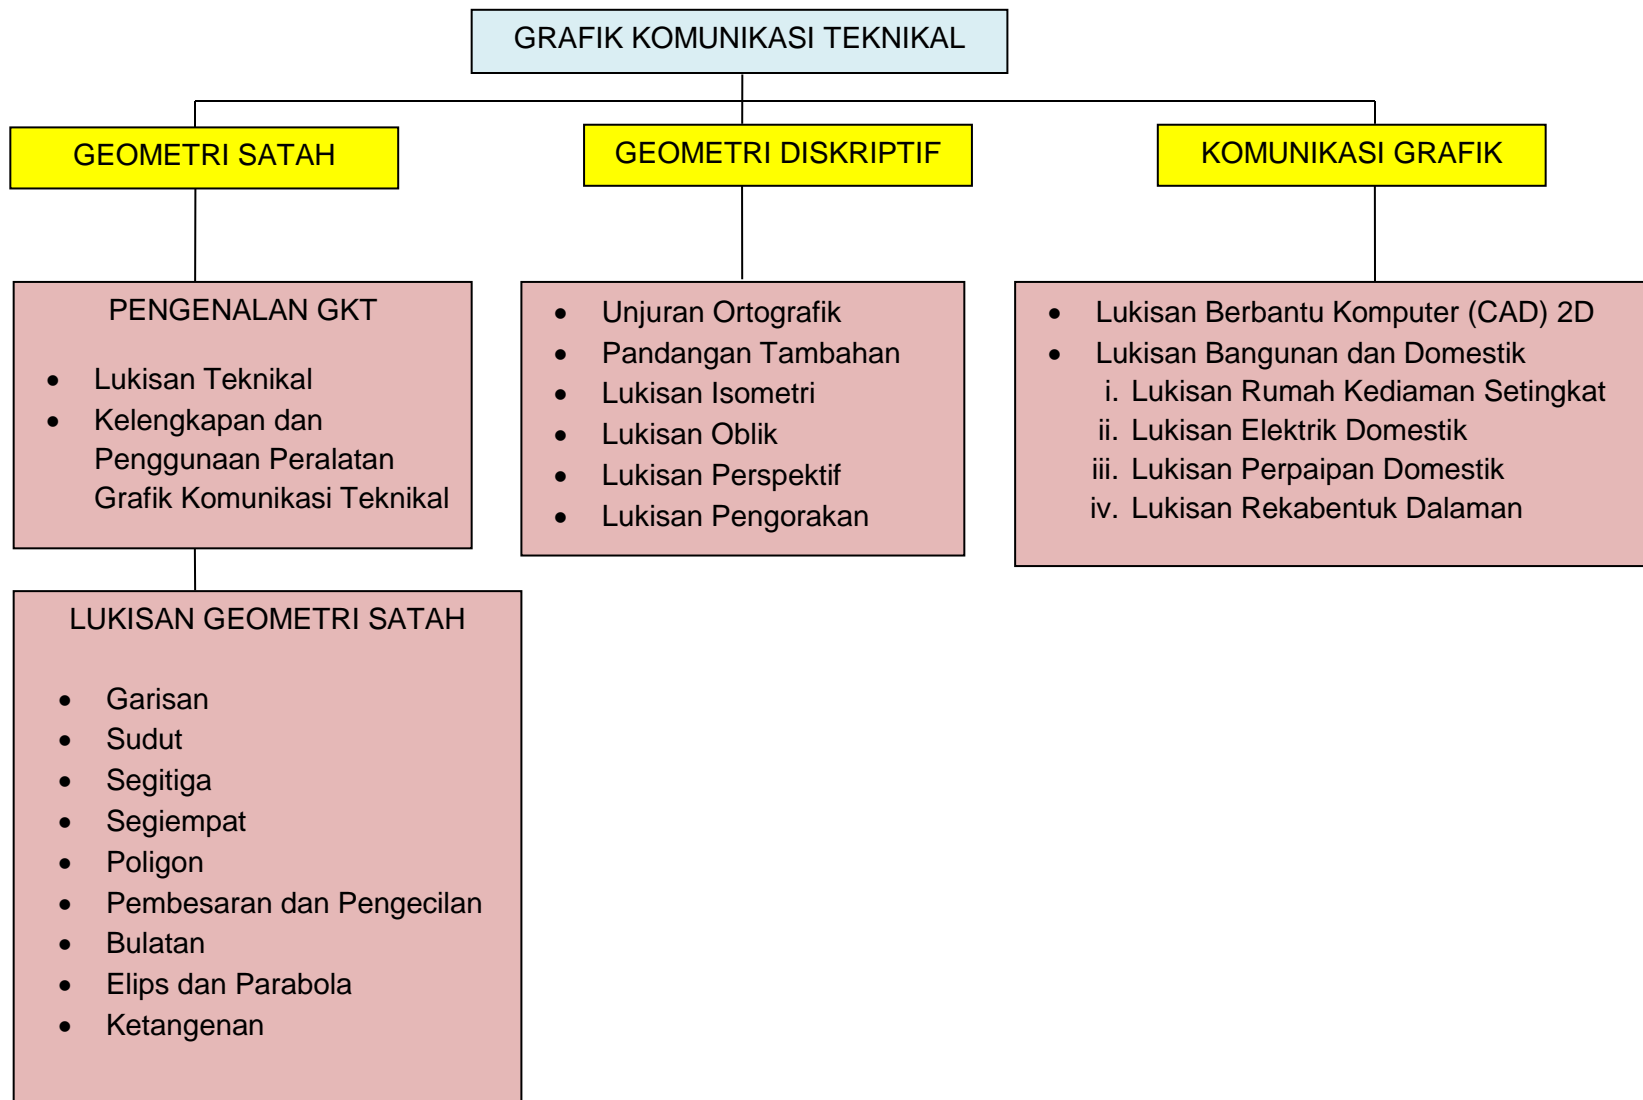 GRAFIK KOMUNIKASI TEKNIKAL
GEOMETRI SATAH
GEOMETRI DISKRIPTIF
KOMUNIKASI GRAFIK
PENGENALAN GKT
• Lukisan Teknikal
• Kelengkapan dan
Penggunaan Peralatan
Grafik Komunikasi Teknikal
LUKISAN GEOMETRI SATAH
• Garisan
• Sudut
• Segitiga
• Segiempat
• Poligon
• Pembesaran dan Pengecilan
• Bulatan
• Elips dan Parabola
• Ketangenan
• Unjuran Ortografik
• Pandangan Tambahan
• Lukisan Isometri
• Lukisan Oblik
• Lukisan Perspektif
• Lukisan Pengorakan
• Lukisan Berbantu Komputer (CAD) 2D
• Lukisan Bangunan dan Domestik
i. Lukisan Rumah Kediaman Setingkat
ii. Lukisan Elektrik Domestik
iii. Lukisan Perpaipan Domestik
iv. Lukisan Rekabentuk Dalaman